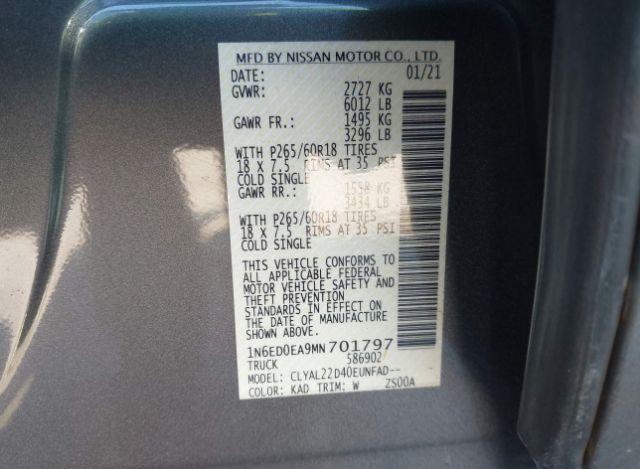 MFD BY NISSAN MOTOR CO., LTD.
DATE: 01/21
GVWR: 2727 KG
6012 LB
GAWR FR.: 1495 KG
3296 LB
WITH P265/60R18 TIRES
18 X 7.5 RIMS AT 35 PSI
COLD SINGLE
GAWR RR.: 1558 KG
3434 LB
WITH P265/60R18 TIRES
18 X 7.5 RIMS AT 35 PSI
COLD SINGLE
THIS VEHICLE CONFORMS TO
ALL APPLICABLE FEDERAL
MOTOR VEHICLE SAFETY AND
THEFT PREVENTION
STANDARDS IN EFFECT ON
THE DATE OF MANUFACTURE
SHOWN ABOVE.
1N6ED0EA9MN701797
TRUCK 586902
MODEL: CLYAL22D40EUNFAD--
COLOR: KAD TRIM: W ZS00A